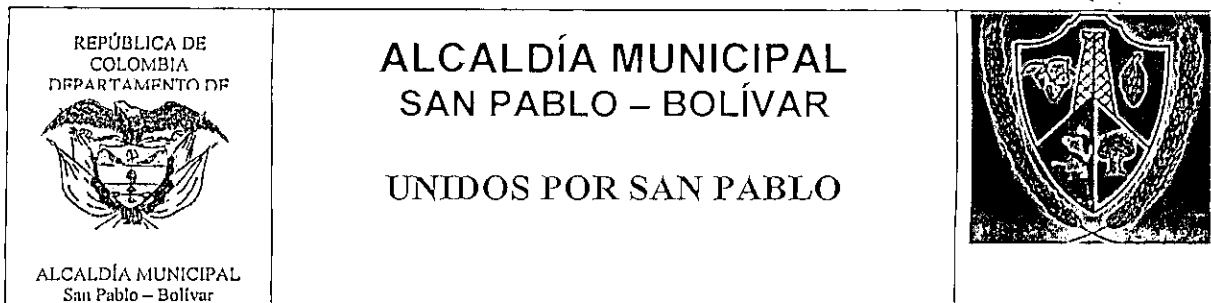 REPÚBLICA DE
COLOMBIA
DEPARTAMENTO DE
ALCALDÍA MUNICIPAL
San Pablo – Bolívar
ALCALDÍA MUNICIPAL
SAN PABLO – BOLÍVAR
UNIDOS POR SAN PABLO